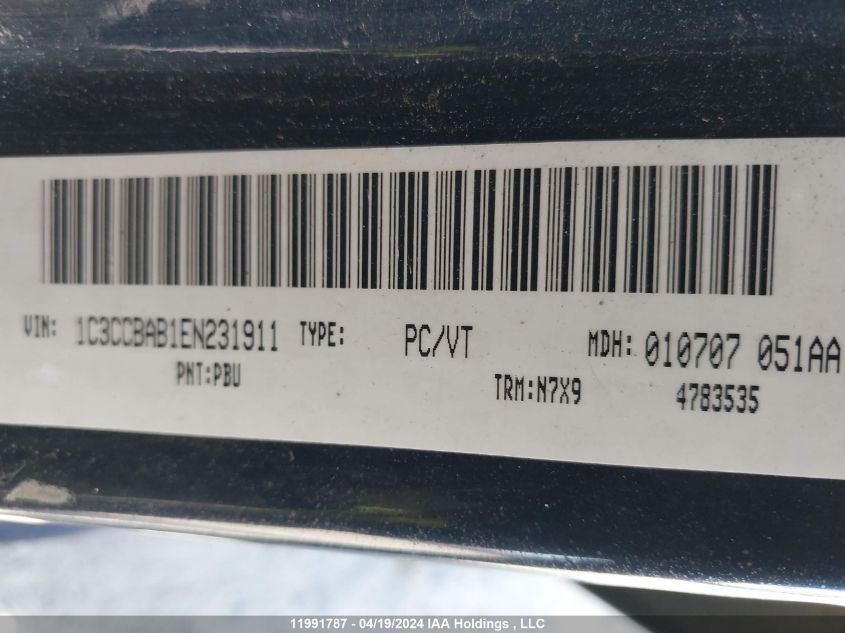 VIN: 1C3CCBAB1EN231911 TYPE: PC/VT MDH: 010707 051AA
PNT:PBU TRM:N7X9 4783535
11991787 - 04/19/2024 IAA Holdings , LLC